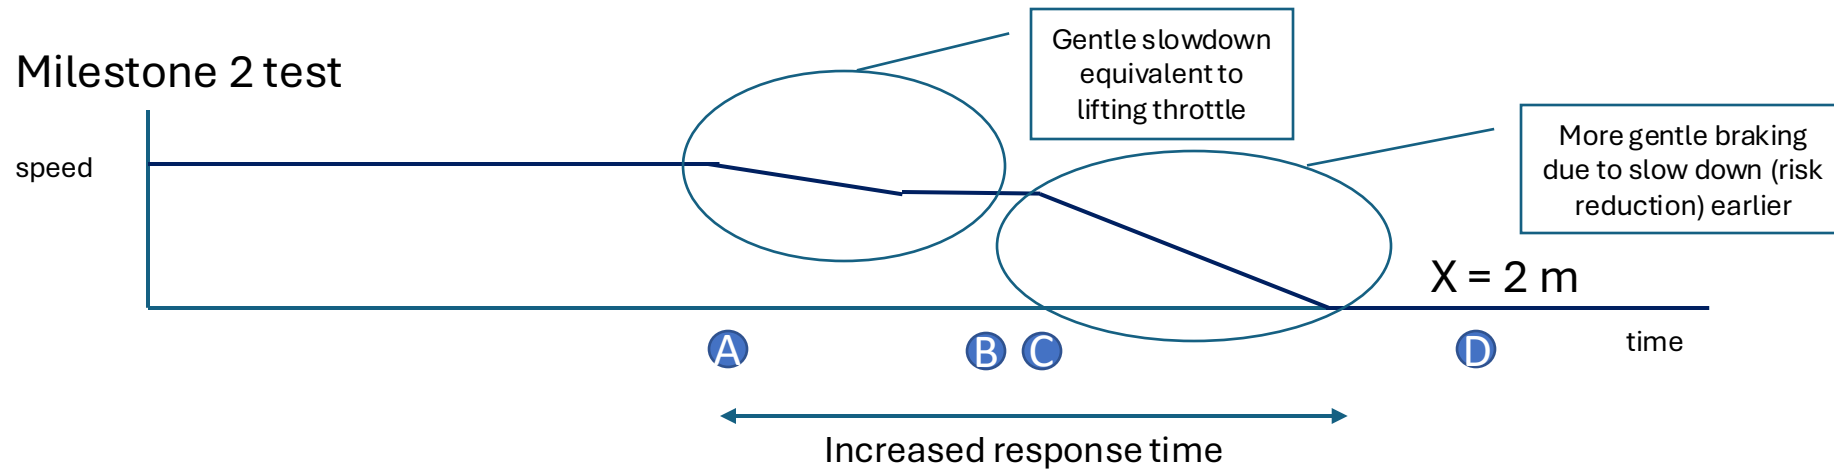 Milestone 2 test
Gentle slowdown
equivalent to
lifting throttle
More gentle braking
due to slow down (risk
reduction) earlier
speed
X = 2 m
A
B
C
D
time
Increased response time